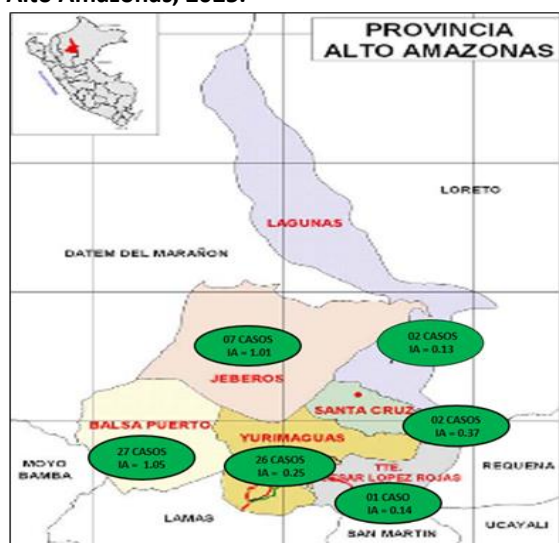 Alto Amazonas, 2023.
PROVINCIA
ALTO AMAZONAS
LORETO
LAGUNAS
DATEM DEL MARAÑON
07 CASOS
IA = 1.01
JEBEROS
02 CASOS
IA = 0.13
SANTA CRUZ
02 CASOS
IA = 0.37
BALSA PUERTO
YURIMAGUAS
27 CASOS
IA = 1.05
26 CASOS
IA = 0.25
TTE.
ESAR LOPEZ ROJAS
MOYO
BAMBA
REQUENA
01 CASO
IA = 0.14
LAMAS
SAN MARTIN
UCAYALI